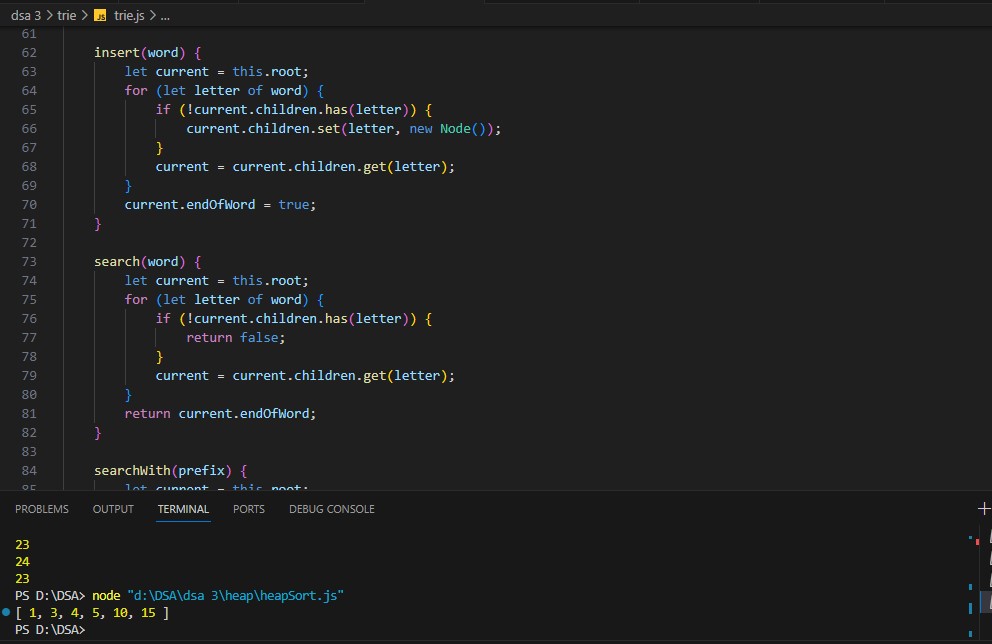 dsa 3 > trie > JS trie.js > ...
61
62 insert(word) {
63 let current = this.root;
64 for (let letter of word) {
65 if (!current.children.has(letter)) {
66 current.children.set(letter, new Node());
67 }
68 current = current.children.get(letter);
69 }
70 current.endOfWord = true;
71 }
72
73 search(word) {
74 let current = this.root;
75 for (let letter of word) {
76 if (!current.children.has(letter)) {
77 return false;
78 }
79 current = current.children.get(letter);
80 }
81 return current.endOfWord;
82 }
83
84 searchWith(prefix) {
85 let current = this.root;
PROBLEMS OUTPUT TERMINAL PORTS DEBUG CONSOLE
23
24
23
PS D:\DSA> node "d:\DSA\dsa 3\heap\heapSort.js"
[ 1, 3, 4, 5, 10, 15 ]
PS D:\DSA>